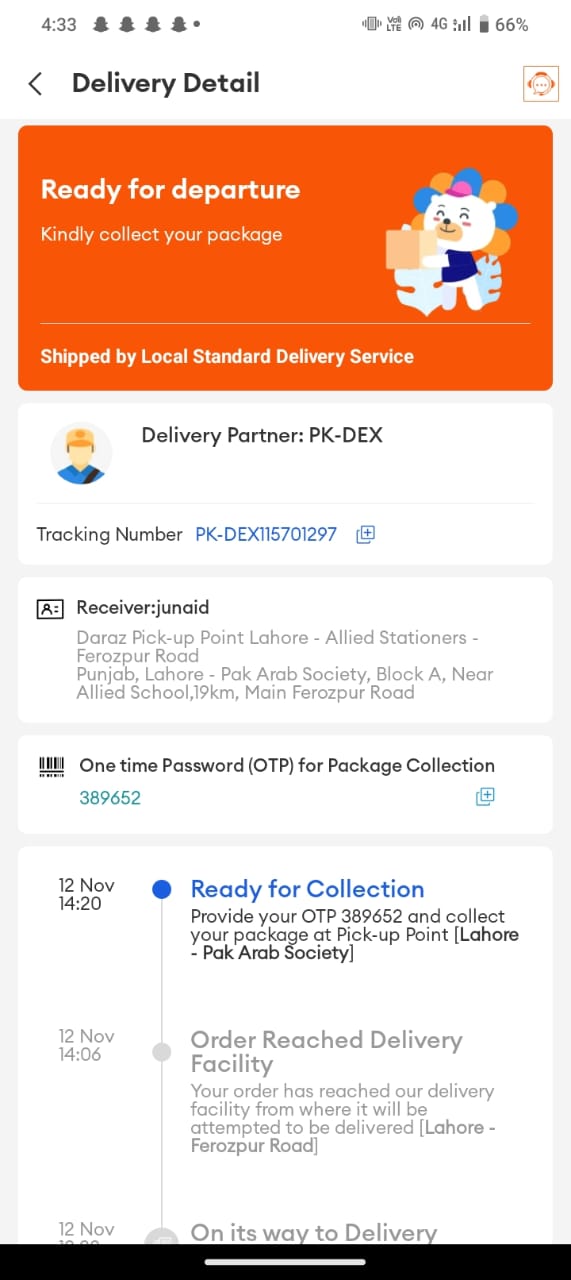 4:33
Vo))
LTE
4G
66%
Delivery Detail
Ready for departure
Kindly collect your package
Shipped by Local Standard Delivery Service
Delivery Partner: PK-DEX
Tracking Number PK-DEX115701297
Receiver:junaid
Daraz Pick-up Point Lahore - Allied Stationers -
Ferozpur Road
Punjab, Lahore - Pak Arab Society, Block A, Near
Allied School,19km, Main Ferozpur Road
One time Password (OTP) for Package Collection
389652
12 Nov
14:20
Ready for Collection
Provide your OTP 389652 and collect
your package at Pick-up Point [Lahore
- Pak Arab Society]
12 Nov
14:06
Order Reached Delivery
Facility
Your order has reached our delivery
facility from where it will be
attempted to be delivered [Lahore -
Ferozpur Road]
12 Nov
On its way to Delivery